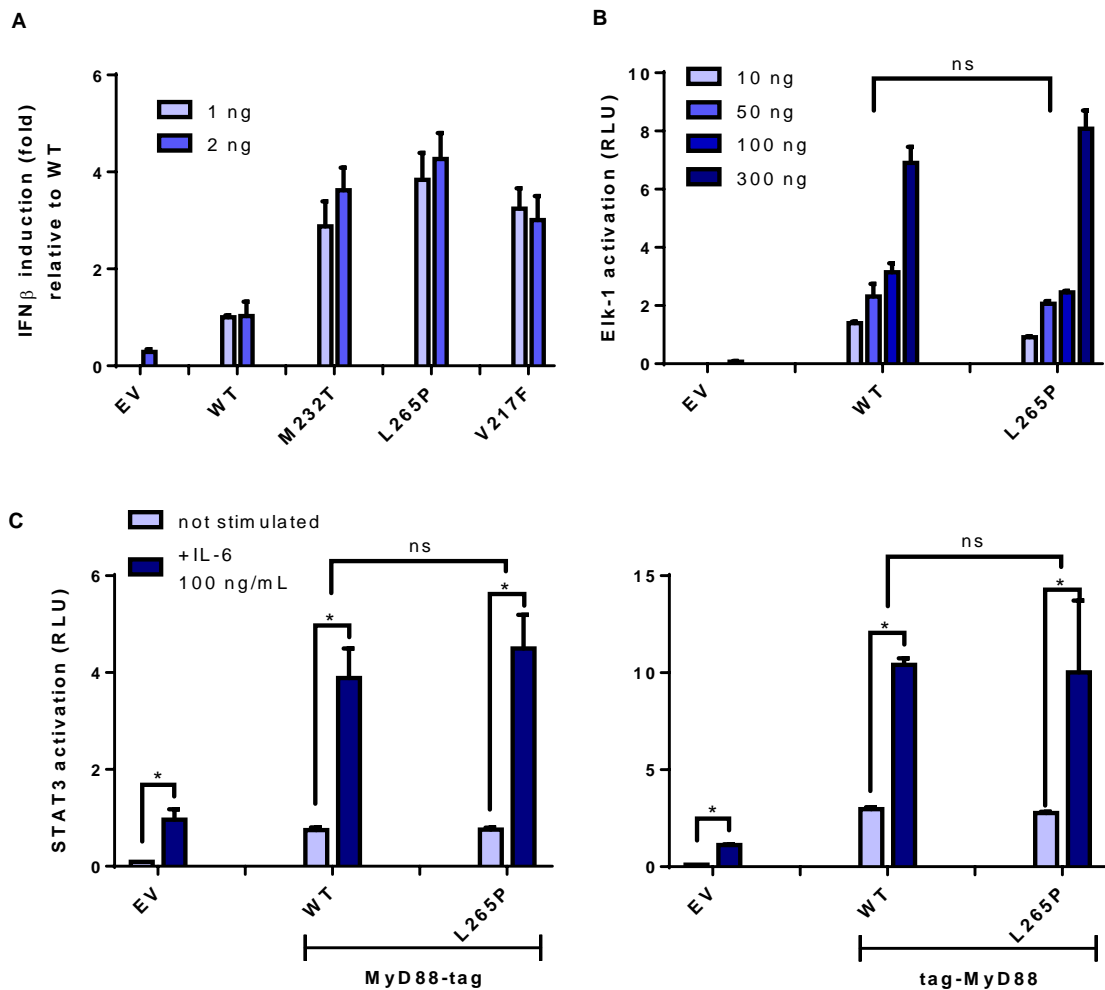 A
IFNβ induction (fold)
relative to WT
6
4
2
0
1 ng
2 ng
EV
WT
M232T
L265P
V217F
B
Elk-1 activation (RLU)
10
8
6
4
2
0
10 ng
50 ng
100 ng
300 ng
ns
EV
WT
L265P
C
not stimulated
+IL-6
100 ng/mL
STAT3 activation (RLU)
6
4
2
0
ns
*
*
*
EV
WT
L265P
MyD88-tag
15
10
5
0
ns
*
*
*
EV
WT
L265P
tag-MyD88